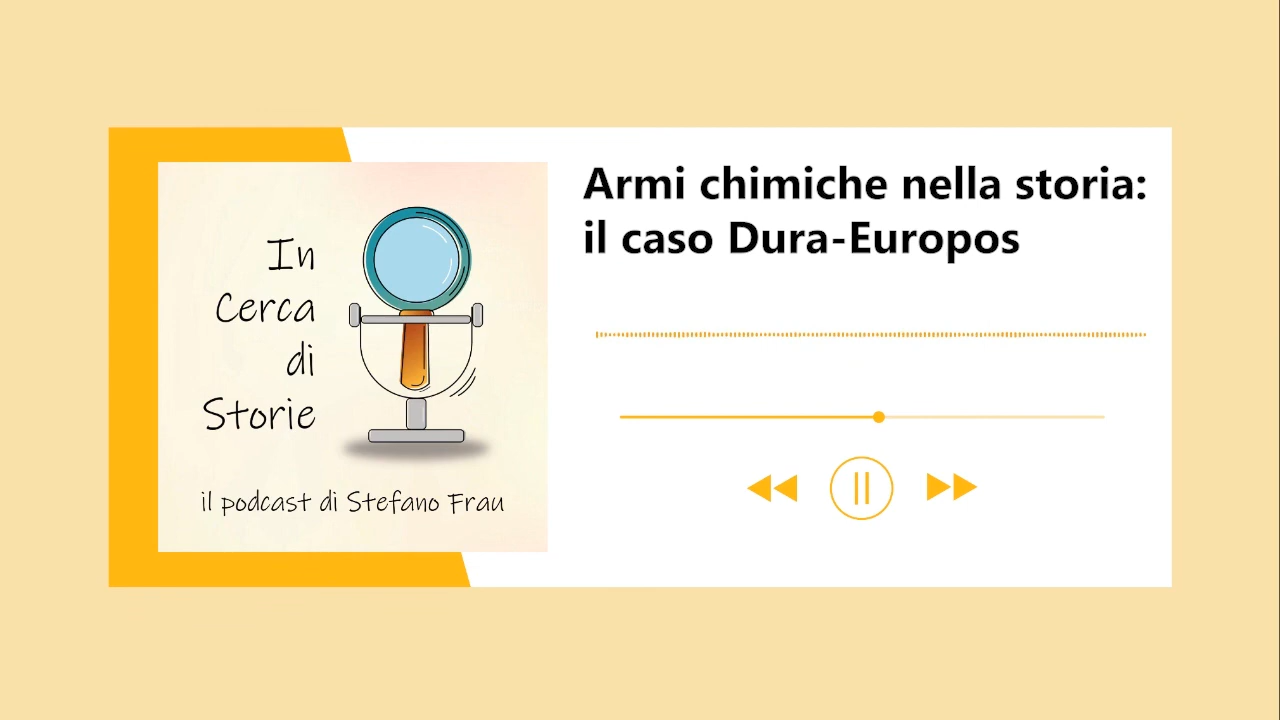 In
Cerca
di
Storie
il podcast di Stefano Frau
Armi chimiche nella storia:
il caso Dura-Europos